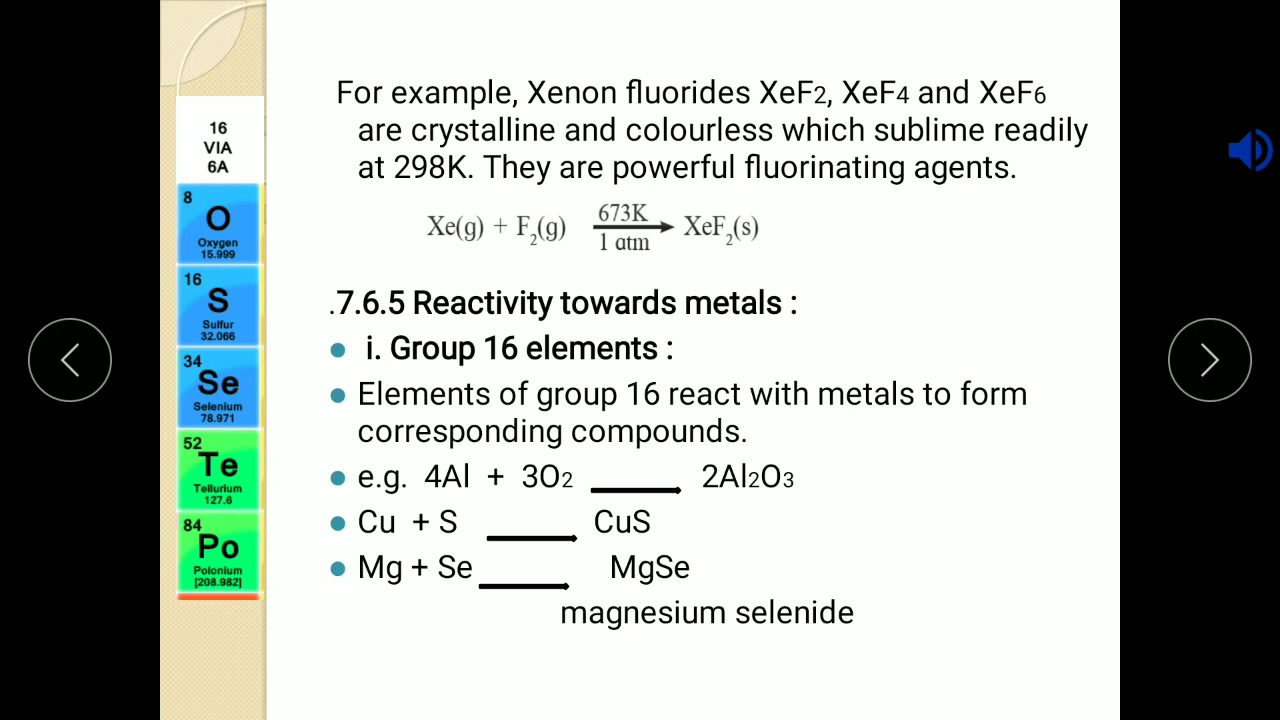 16
VIA
6A
8
O
Oxygen
15.999
16
S
Sulfur
32.066
34
Se
Selenium
78.971
52
Te
Tellurium
127.6
84
Po
Polonium
[208.982]
For example, Xenon fluorides XeF2, XeF4 and XeF6
are crystalline and colourless which sublime readily
at 298K. They are powerful fluorinating agents.
Xe(g) + F₂(g) 673K 1 atm XeF₂(s)
.7.6.5 Reactivity towards metals :
i. Group 16 elements :
Elements of group 16 react with metals to form
corresponding compounds.
e.g. 4Al + 3O2 2Al2O3
Cu + S CuS
Mg + Se MgSe
magnesium selenide